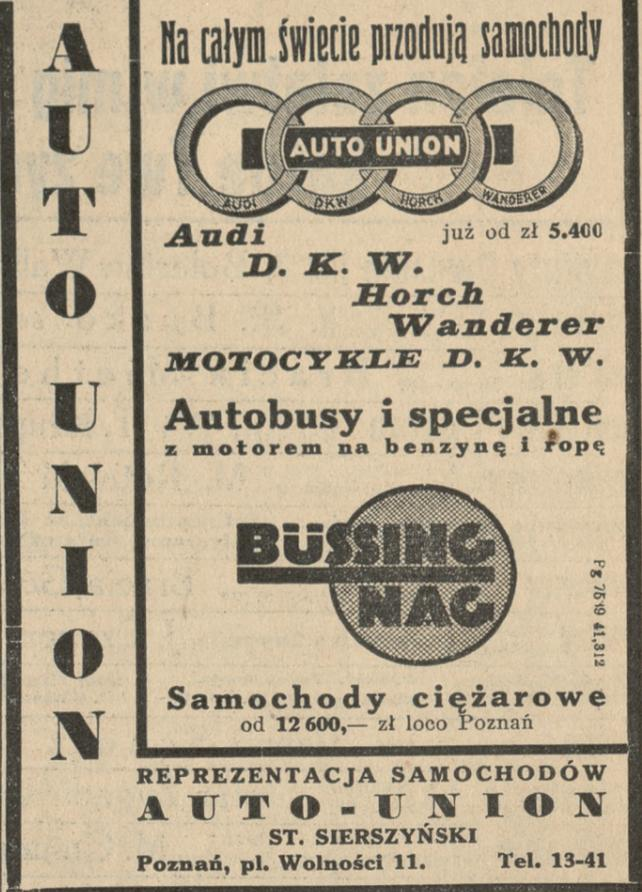 AUTO UNION
Na całym świecie przodują samochody
AUTO UNION
AUDI DKW HORCH WANDERER
Audi już od zł 5.400
D. K. W.
Horch
Wanderer
MOTOCYKLE D. K. W.
Autobusy i specjalne
z motorem na benzynę i ropę
BÜSSING
NAG
Pg 7519 41,312
Samochody ciężarowe
od 12 600,— zł loco Poznań
REPREZENTACJA SAMOCHODÓW
AUTO-UNION
ST. SIERSZYŃSKI
Poznań, pl. Wolności 11. Tel. 13-41